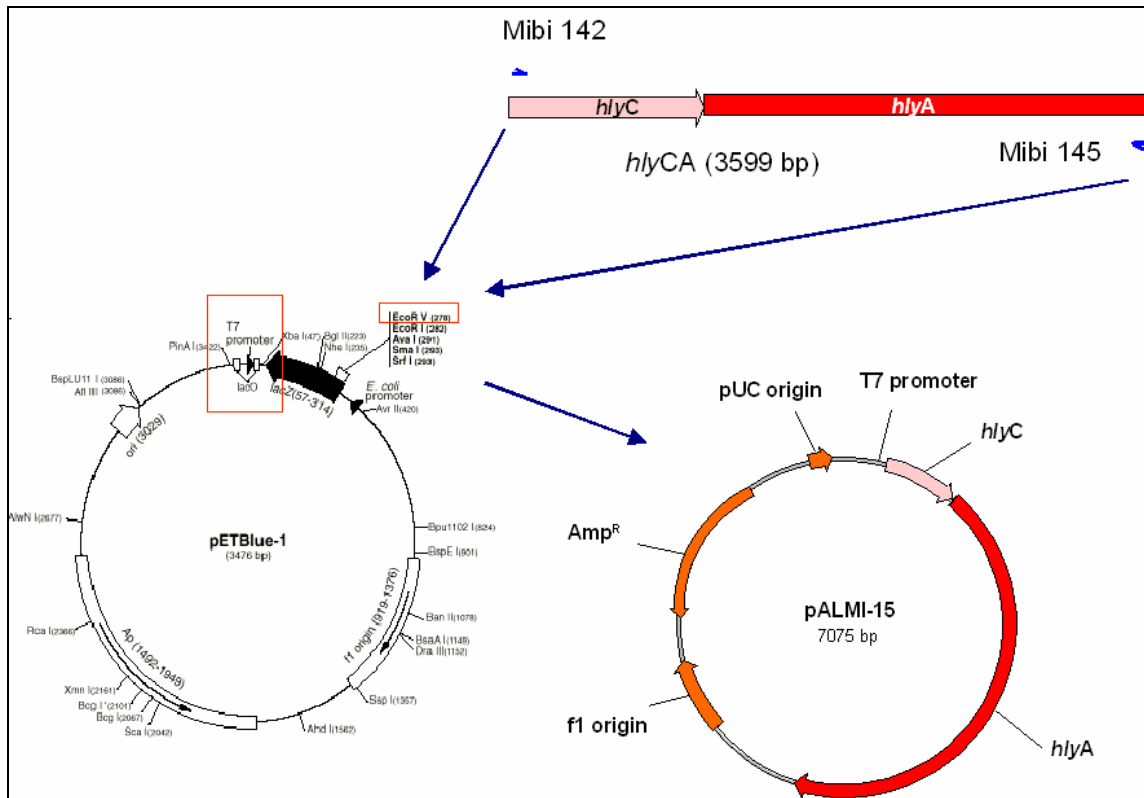 Mibi 142
hlyC
hlyA
hlyCA (3599 bp)
Mibi 145
EcoR V (278)
EcoR I (282)
Ava I (291)
Sma I (293)
Srf I (293)
T7
promoter
lacO
PinA I(3422)
Xba I(47)
Bgl II(223)
Nhe I(235)
lacZ(57-314)
E. coli
promoter
Avr II(420)
BspLU11 I (3086)
Afl III (3086)
ori (3029)
AlwN I(2677)
pETBlue-1
(3476 bp)
Bpu1102 I(824)
BspE I(901)
f1 origin (919-1376)
Ban II(1078)
BsaA I(1149)
Dra III(1152)
Ssp I(1357)
Ahd I(1562)
Ap (1492-1949)
Rca I(2366)
Xmn I(2161)
Bcg I*(2101)
Bcg I(2067)
Sca I(2042)
pUC origin
T7 promoter
hlyC
AmpR
pALMI-15
7075 bp
f1 origin
hlyA